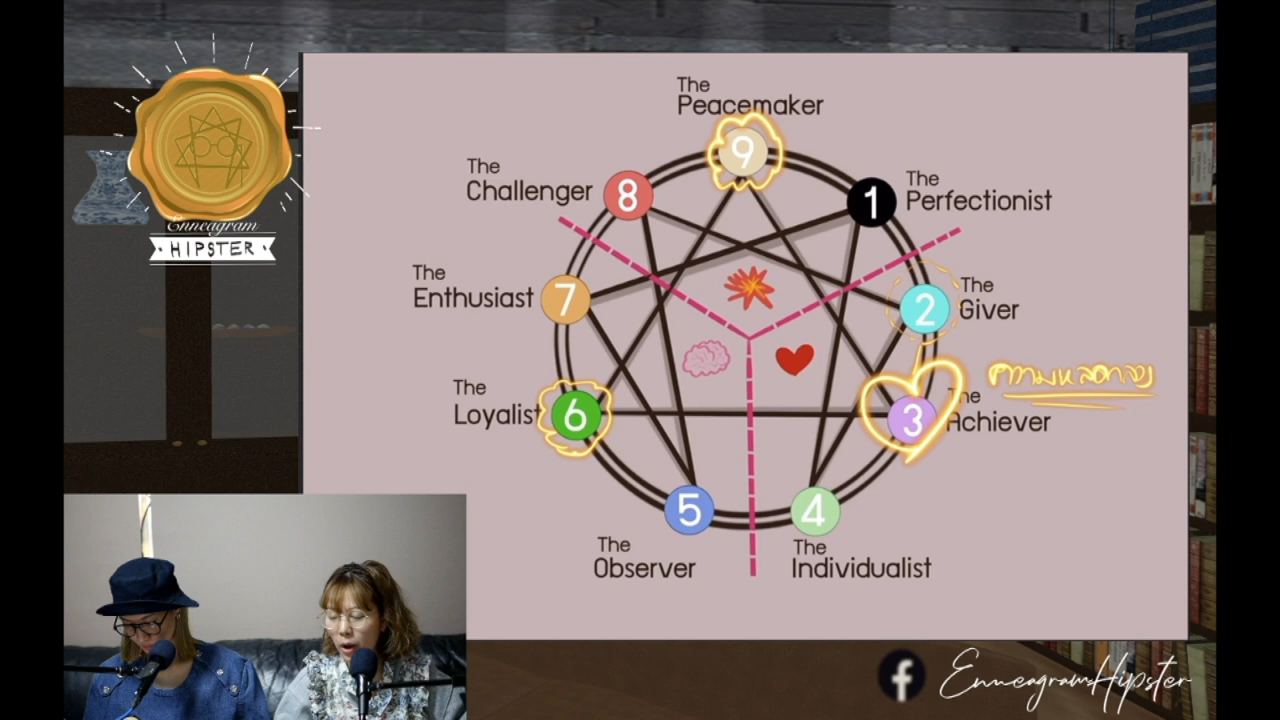 The
Peacemaker
9
The
Challenger
8
1
The
Perfectionist
Enneagram
HIPSTER
The
Enthusiast
7
2
The
Giver
The
Loyalist
6
ความหลอกลวง
3
The
Achiever
5
4
The
Observer
The
Individualist
f
EnneagramHipster